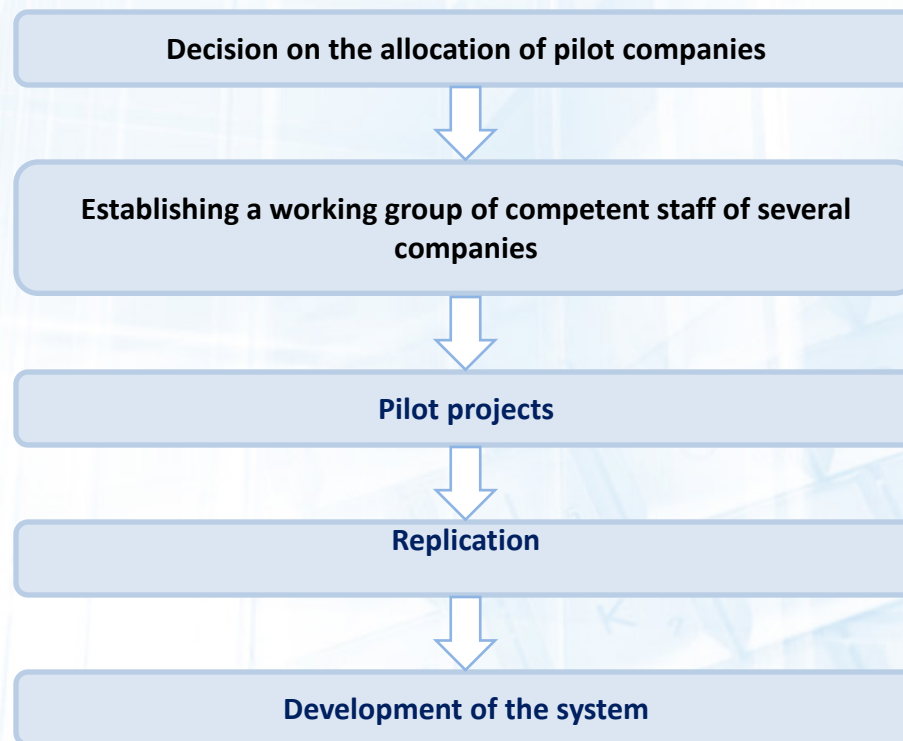 Decision on the allocation of pilot companies
Establishing a working group of competent staff of several
companies
Pilot projects
Replication
Development of the system